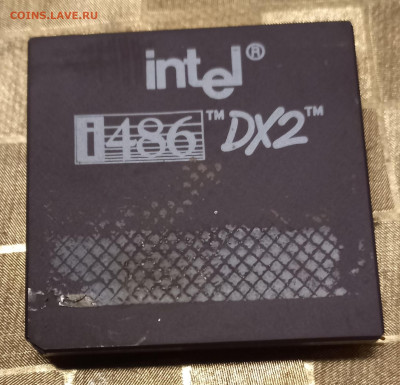 COINS.LAVE.RU
intel®
i486™ DX2™